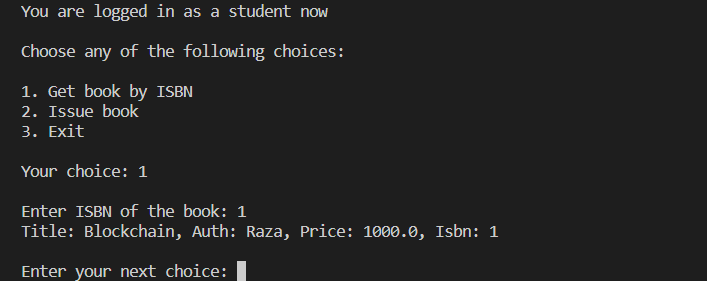 You are logged in as a student now
Choose any of the following choices:
1. Get book by ISBN
2. Issue book
3. Exit
Your choice: 1
Enter ISBN of the book: 1
Title: Blockchain, Auth: Raza, Price: 1000.0, Isbn: 1
Enter your next choice: